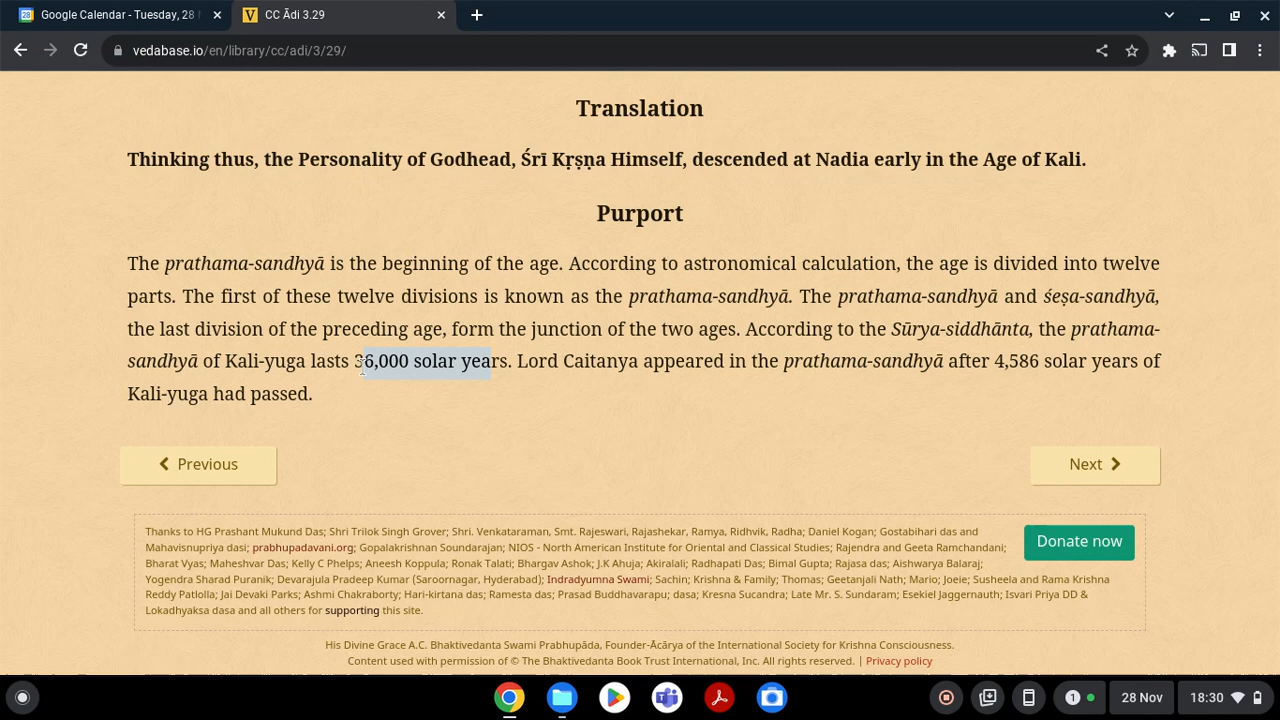 Google Calendar - Tuesday, 28
CC Ādi 3.29
vedabase.io/en/library/cc/adi/3/29/
Translation
Thinking thus, the Personality of Godhead, Śrī Kṛṣṇa Himself, descended at Nadia early in the Age of Kali.
Purport
The prathama-sandhyā is the beginning of the age. According to astronomical calculation, the age is divided into twelve
parts. The first of these twelve divisions is known as the prathama-sandhyā. The prathama-sandhyā and śeṣa-sandhyā,
the last division of the preceding age, form the junction of the two ages. According to the Sūrya-siddhānta, the prathama-
sandhyā of Kali-yuga lasts 36,000 solar years. Lord Caitanya appeared in the prathama-sandhyā after 4,586 solar years of
Kali-yuga had passed.
Previous
Next
Thanks to HG Prashant Mukund Das; Shri Trilok Singh Grover; Shri. Venkataraman, Smt. Rajeswari, Rajashekar, Ramya, Ridhvik, Radha; Daniel Kogan; Gostabihari das and
Mahavisnupriya dasi; prabhupadavani.org; Gopalakrishnan Soundarajan; NIOS - North American Institute for Oriental and Classical Studies; Rajendra and Geeta Ramchandani;
Bharat Vyas; Maheshvar Das; Kelly C Phelps; Aneesh Koppula; Ronak Talati; Bhargav Ashok; J.K Ahuja; Akiralali; Radhapati Das; Bimal Gupta; Rajasa das; Aishwarya Balaraj;
Yogendra Sharad Puranik; Devarajulu Pradeep Kumar (Saroornagar, Hyderabad); Indradyumna Swami; Sachin; Krishna & Family; Thomas; Geetanjali Nath; Mario; Joeie; Susheela and Rama Krishna
Reddy Patlolla; Jai Devaki Parks; Ashmi Chakraborty; Hari-kirtana das; Ramesta das; Prasad Buddhavarapu; dasa; Kresna Sucandra; Late Mr. S. Sundaram; Esekiel Jaggernauth; Isvari Priya DD &
Lokadhyaksa dasa and all others for supporting this site.
Donate now
His Divine Grace A.C. Bhaktivedanta Swami Prabhupāda, Founder-Ācārya of the International Society for Krishna Consciousness.
Content used with permission of © The Bhaktivedanta Book Trust International, Inc. All rights reserved. | Privacy policy
1
28 Nov
18:30